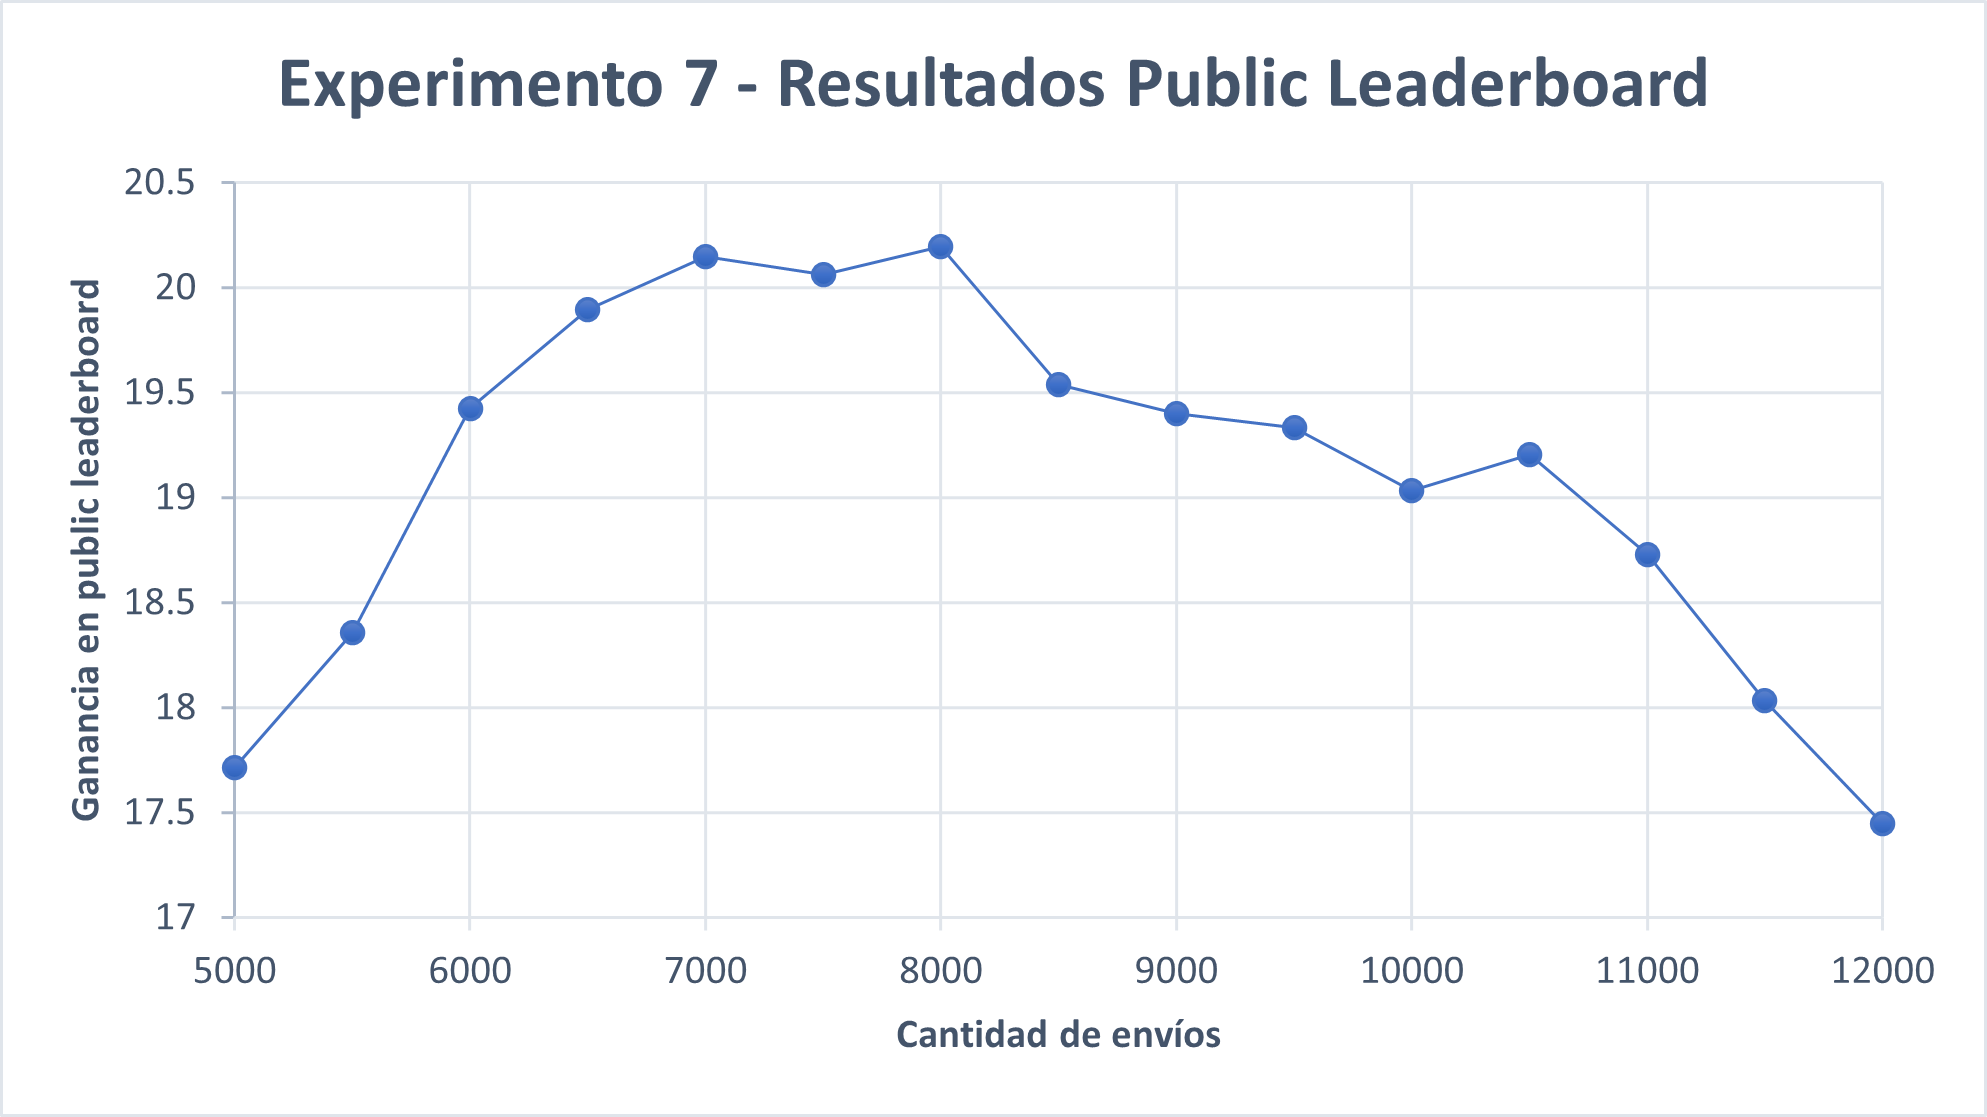 Experimento 7 - Resultados Public Leaderboard
Ganancia en public leaderboard
20.5
20
19.5
19
18.5
18
17.5
17
5000 6000 7000 8000 9000 10000 11000 12000
Cantidad de envíos